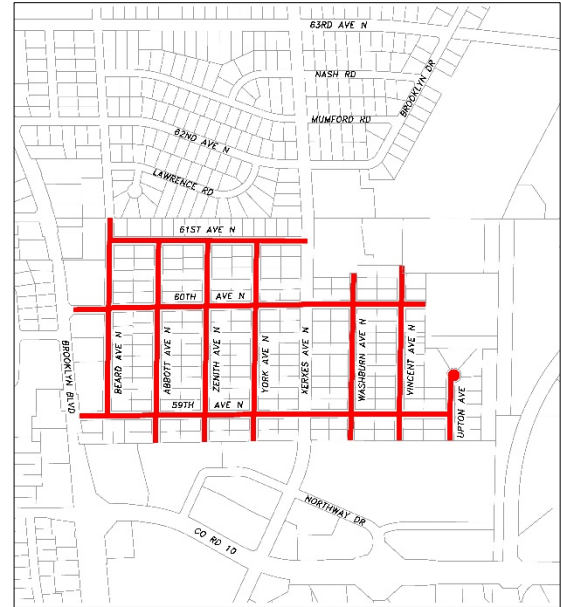 63RD AVE N
NASH RD
BROOKLYN DR
MUMFORD RD
62ND AVE N
LAWRENCE RD
61ST AVE N
60TH AVE N
BROOKLYN BLVD
BEARD AVE N
ABBOTT AVE N
ZENITH AVE N
YORK AVE N
XERXES AVE N
WASHBURN AVE N
VINCENT AVE N
UPTON AVE
59TH AVE N
NORTHWAY DR
CO RD 10